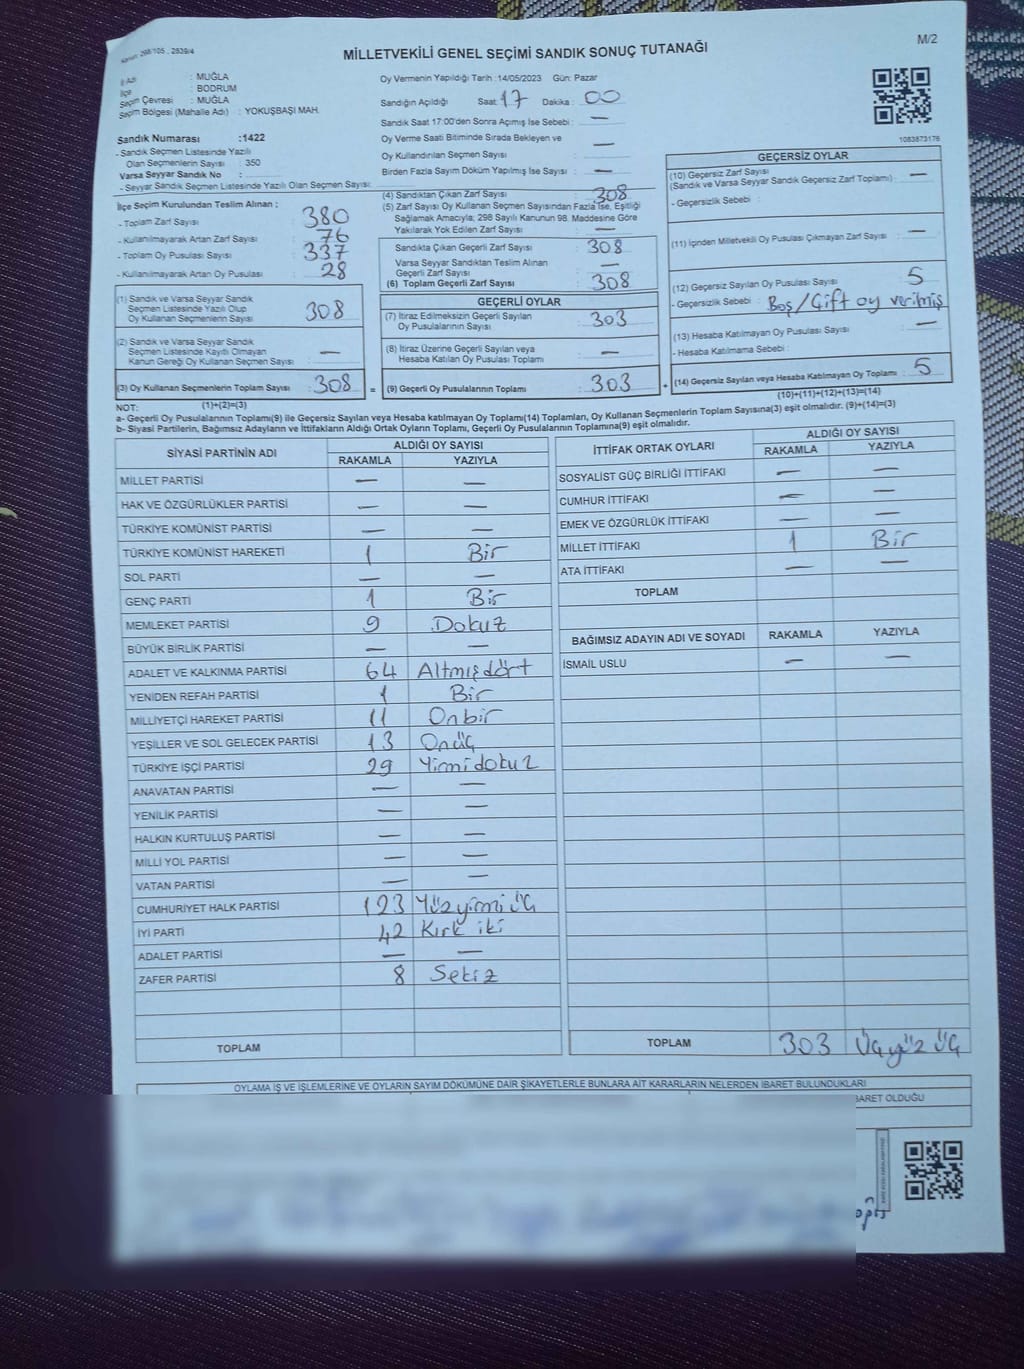 Kanun: 298/105 , 2839/4
M/2
MİLLETVEKİLİ GENEL SEÇİMİ SANDIK SONUÇ TUTANAĞI
İl Adı : MUĞLA
İlçe : BODRUM
Seçim Çevresi : MUĞLA
Seçim Bölgesi (Mahalle Adı) : YOKUŞBAŞI MAH.
Sandık Numarası :1422
- Sandık Seçmen Listesinde Yazılı
Olan Seçmenlerin Sayısı : 350
Varsa Seyyar Sandık No :
- Seyyar Sandık Seçmen Listesinde Yazılı Olan Seçmen Sayısı:
Oy Vermenin Yapıldığı Tarih :14/05/2023 Gün: Pazar
Sandığın Açıldığı Saat: 17 Dakika : 00
Sandık Saat 17:00'den Sonra Açımış İse Sebebi : —
Oy Verme Saati Bitiminde Sırada Bekleyen ve
Oy Kullandırılan Seçmen Sayısı : —
Birden Fazla Sayım Döküm Yapılmış İse Sayısı : —
1083873176
İlçe Seçim Kurulundan Teslim Alınan :
- Toplam Zarf Sayısı : 380
- Kullanılmayarak Artan Zarf Sayısı : 76
- Toplam Oy Pusulası Sayısı : 337
- Kullanılmayarak Artan Oy Pusulası : 28
(4) Sandıktan Çıkan Zarf Sayısı : 308
(5) Zarf Sayısı Oy Kullanan Seçmen Sayısından Fazla İse, Eşitliği
Sağlamak Amacıyla; 298 Sayılı Kanunun 98. Maddesine Göre
Yakılarak Yok Edilen Zarf Sayısı : —
Sandıkta Çıkan Geçerli Zarf Sayısı : 308
Varsa Seyyar Sandıktan Teslim Alınan
Geçerli Zarf Sayısı : —
(6) Toplam Geçerli Zarf Sayısı : 308
GEÇERSİZ OYLAR
(10) Geçersiz Zarf Sayısı : —
(Sandık ve Varsa Seyyar Sandık Geçersiz Zarf Toplamı)
- Geçersizlik Sebebi :
(11) İçinden Milletvekili Oy Pusulası Çıkmayan Zarf Sayısı : —
(12) Geçersiz Sayılan Oy Pusulası Sayısı : 5
- Geçersizlik Sebebi : Boş/Çift oy verilmiş
(13) Hesaba Katılmayan Oy Pusulası Sayısı : —
- Hesaba Katılmama Sebebi :
(14) Geçersiz Sayılan veya Hesaba Katılmayan Oy Toplamı : 5
(10)+(11)+(12)+(13)=(14)
(1) Sandık ve Varsa Seyyar Sandık
Seçmen Listesinde Yazılı Olup
Oy Kullanan Seçmenlerin Sayısı : 308
(2) Sandık ve Varsa Seyyar Sandık
Seçmen Listesinde Kayıtlı Olmayan
Kanun Gereği Oy Kullanan Seçmen Sayısı : —
(3) Oy Kullanan Seçmenlerin Toplam Sayısı : 308
(1)+(2)=(3)
GEÇERLİ OYLAR
(7) İtiraz Edilmeksizin Geçerli Sayılan
Oy Pusulalarının Sayısı : 303
(8) İtiraz Üzerine Geçerli Sayılan veya
Hesaba Katılan Oy Pusulası Toplamı : —
= (9) Geçerli Oy Pusulalarının Toplamı : 303 +
NOT:
a- Geçerli Oy Pusulalarının Toplamı(9) ile Geçersiz Sayılan veya Hesaba katılmayan Oy Toplamı(14) Toplamları, Oy Kullanan Seçmenlerin Toplam Sayısına(3) eşit olmalıdır. (9)+(14)=(3)
b- Siyasi Partilerin, Bağımsız Adayların ve İttifakların Aldığı Ortak Oyların Toplamı, Geçerli Oy Pusulalarının Toplamına(9) eşit olmalıdır.
SİYASİ PARTİNİN ADI ALDIĞI OY SAYISI
RAKAMLA YAZIYLA
MİLLET PARTİSİ — —
HAK VE ÖZGÜRLÜKLER PARTİSİ — —
TÜRKİYE KOMÜNİST PARTİSİ — —
TÜRKİYE KOMÜNİST HAREKETİ 1 Bir
SOL PARTİ — —
GENÇ PARTİ 1 Bir
MEMLEKET PARTİSİ 9 Dokuz
BÜYÜK BİRLİK PARTİSİ — —
ADALET VE KALKINMA PARTİSİ 64 Altmışdört
YENİDEN REFAH PARTİSİ 1 Bir
MİLLİYETÇİ HAREKET PARTİSİ 11 Onbir
YEŞİLLER VE SOL GELECEK PARTİSİ 13 Onüç
TÜRKİYE İŞÇİ PARTİSİ 29 Yirmidokuz
ANAVATAN PARTİSİ — —
YENİLİK PARTİSİ — —
HALKIN KURTULUŞ PARTİSİ — —
MİLLİ YOL PARTİSİ — —
VATAN PARTİSİ — —
CUMHURİYET HALK PARTİSİ 123 Yüzyirmi üç
İYİ PARTİ 42 Kırk iki
ADALET PARTİSİ — —
ZAFER PARTİSİ 8 Sekiz
TOPLAM
İTTİFAK ORTAK OYLARI ALDIĞI OY SAYISI
RAKAMLA YAZIYLA
SOSYALİST GÜÇ BİRLİĞİ İTTİFAKI — —
CUMHUR İTTİFAKI — —
EMEK VE ÖZGÜRLÜK İTTİFAKI — —
MİLLET İTTİFAKI 1 Bir
ATA İTTİFAKI — —
TOPLAM
BAĞIMSIZ ADAYIN ADI VE SOYADI RAKAMLA YAZIYLA
İSMAİL USLU — —
TOPLAM 303 Üçyüz üç
OYLAMA İŞ VE İŞLEMLERİNE VE OYLARIN SAYIM DÖKÜMÜNE DAİR ŞİKAYETLERLE BUNLARA AİT KARARLARIN NELERDEN İBARET BULUNDUKLARI
BARET OLDUĞU